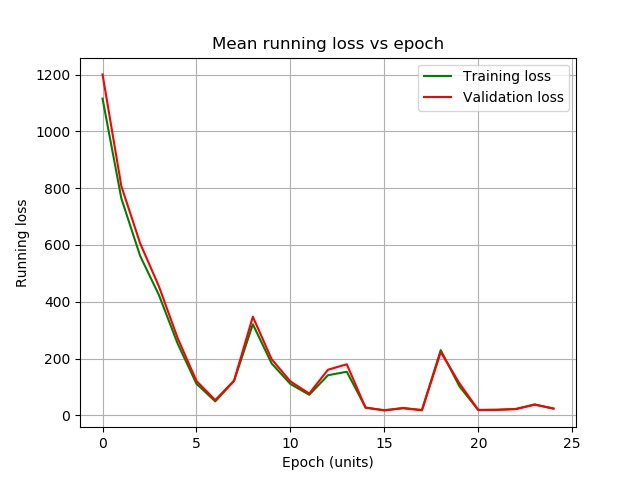 Mean running loss vs epoch
Training loss
Validation loss
1200
1000
800
600
400
200
0
Running loss
0 5 10 15 20 25
Epoch (units)